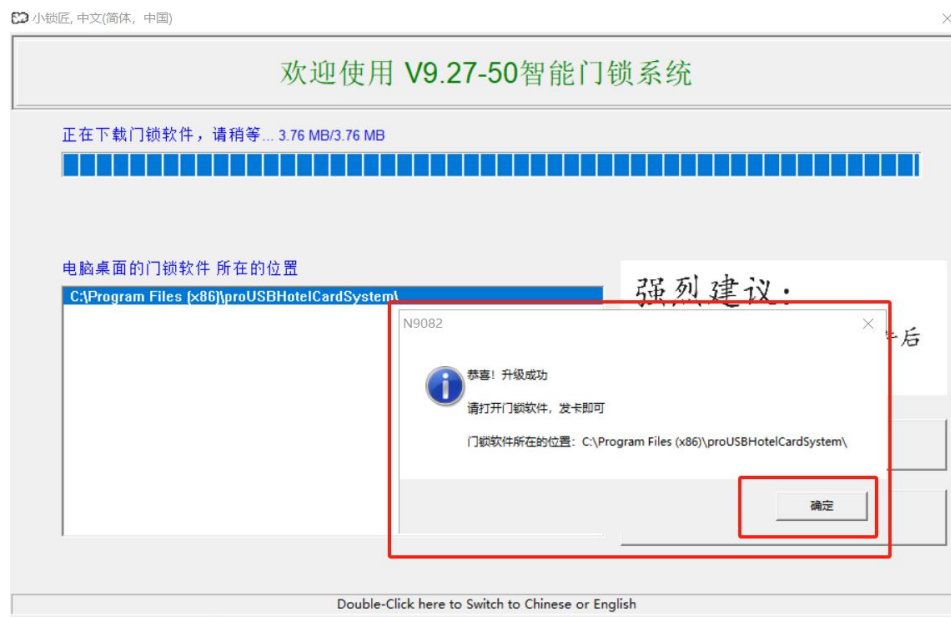 小锁匠, 中文(简体，中国)
欢迎使用 V9.27-50智能门锁系统
正在下载门锁软件，请稍等... 3.76 MB/3.76 MB
电脑桌面的门锁软件 所在的位置
C:\Program Files (x86)\proUSBHotelCardSystem\
强烈建议：
后
N9082
恭喜！升级成功
请打开门锁软件，发卡即可
门锁软件所在的位置：C:\Program Files (x86)\proUSBHotelCardSystem\
确定
Double-Click here to Switch to Chinese or English